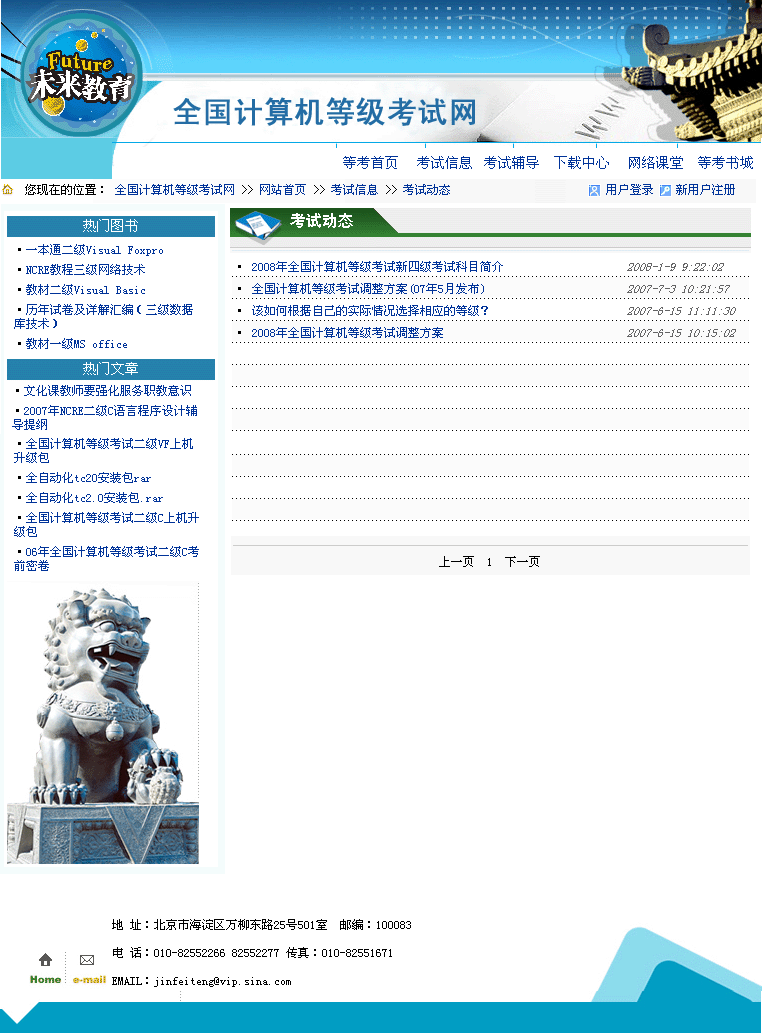 Future
未来教育
全国计算机等级考试网
等考首页 考试信息 考试辅导 下载中心 网络课堂 等考书城
您现在的位置： 全国计算机等级考试网 >> 网站首页 >> 考试信息 >> 考试动态
用户登录 新用户注册
热门图书
·一本通二级Visual Foxpro
·NCRE教程三级网络技术
·教材二级Visual Basic
·历年试卷及详解汇编（三级数据
库技术）
·教材一级MS office
热门文章
·文化课教师要强化服务职教意识
·2007年NCRE二级C语言程序设计辅
导提纲
·全国计算机等级考试二级VF上机
升级包
·全自动化tc20安装包rar
·全自动化tc2.0安装包.rar
·全国计算机等级考试二级C上机升
级包
·06年全国计算机等级考试二级C考
前密卷
考试动态
· 2008年全国计算机等级考试新四级考试科目简介 2008-1-9 9:22:02
· 全国计算机等级考试调整方案(07年5月发布) 2007-7-3 10:21:57
· 该如何根据自己的实际情况选择相应的等级？ 2007-6-15 11:11:30
· 2008年全国计算机等级考试调整方案 2007-6-15 10:15:02
上一页 1 下一页
地 址：北京市海淀区万柳东路25号501室 邮编：100083
电 话：010-82552266 82552277 传真：010-82551671
EMAIL：jinfeiteng@vip.sina.com
Home e-mail